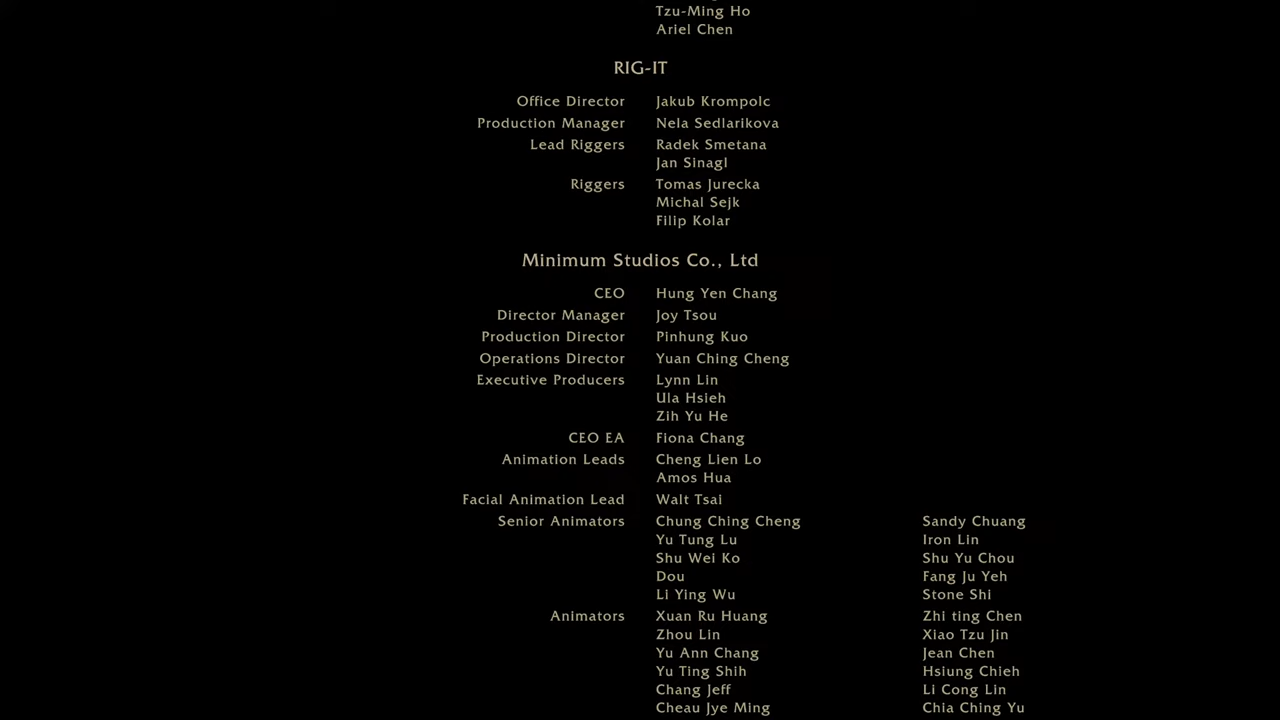 Tzu-Ming Ho
Ariel Chen
RIG-IT
Office Director Jakub Krompolc
Production Manager Nela Sedlarikova
Lead Riggers Radek Smetana
Jan Sinagl
Riggers Tomas Jurecka
Michal Sejk
Filip Kolar
Minimum Studios Co., Ltd
CEO Hung Yen Chang
Director Manager Joy Tsou
Production Director Pinhung Kuo
Operations Director Yuan Ching Cheng
Executive Producers Lynn Lin
Ula Hsieh
Zih Yu He
CEO EA Fiona Chang
Animation Leads Cheng Lien Lo
Amos Hua
Facial Animation Lead Walt Tsai
Senior Animators Chung Ching Cheng Sandy Chuang
Yu Tung Lu Iron Lin
Shu Wei Ko Shu Yu Chou
Dou Fang Ju Yeh
Li Ying Wu Stone Shi
Animators Xuan Ru Huang Zhi ting Chen
Zhou Lin Xiao Tzu Jin
Yu Ann Chang Jean Chen
Yu Ting Shih Hsiung Chieh
Chang Jeff Li Cong Lin
Cheau Jye Ming Chia Ching Yu